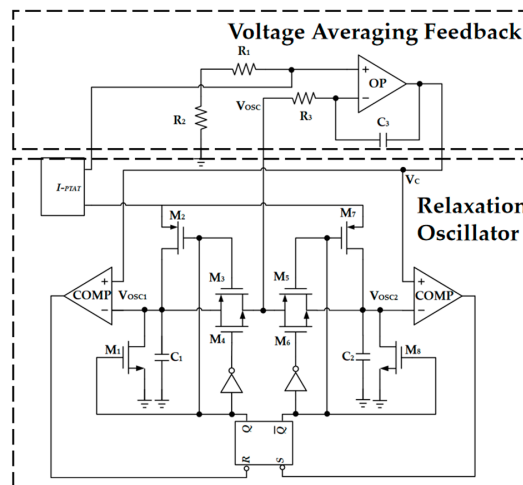 Voltage Averaging Feedback
R1
R2
VOSC
R3
+
OP
−
C3
I-PTAT
VC
Relaxation
Oscillator
M2
M7
+
COMP
−
VOSC1
M3
M5
M4
M6
VOSC2
+
COMP
−
M1
C1
C2
M8
Q
Q̅
R
S